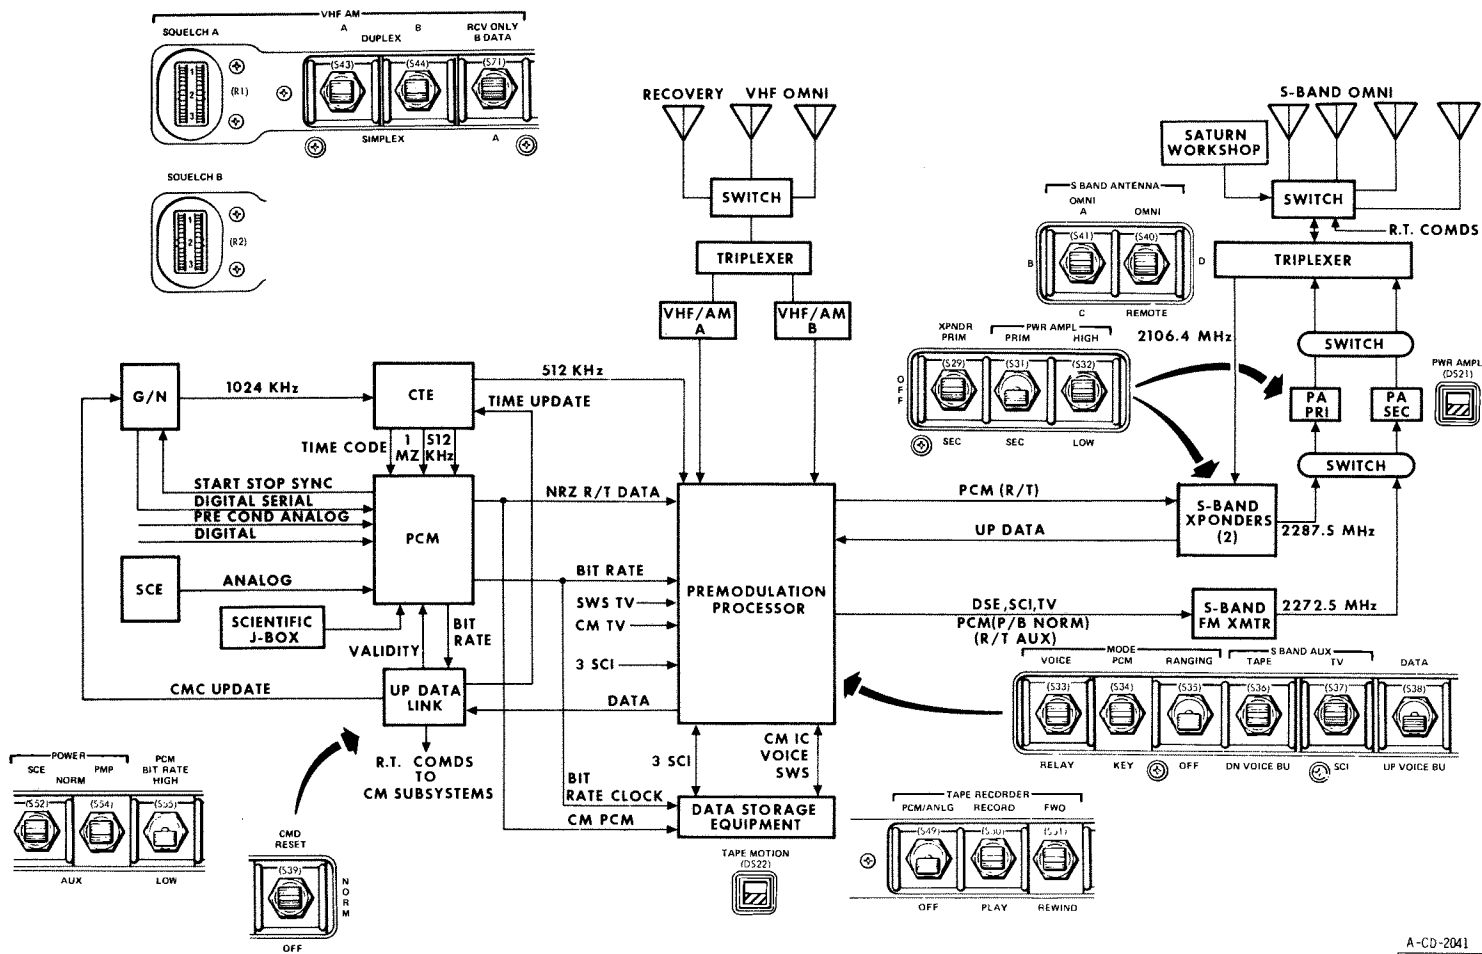 VHF AM
SQUELCH A
A
B
RCV ONLY
DUPLEX
B DATA
(S43)
(S44)
(S71)
1
2
3
(R1)
SIMPLEX
A
SQUELCH B
1
2
3
(R2)
RECOVERY
VHF OMNI
SWITCH
TRIPLEXER
VHF/AM
A
VHF/AM
B
S-BAND OMNI
SATURN
WORKSHOP
SWITCH
R.T. COMDS
TRIPLEXER
S BAND ANTENNA
OMNI
A
OMNI
(S41)
(S40)
B
D
C
REMOTE
2106.4 MHz
SWITCH
XPNDR
PRIM
PWR AMPL
PRIM
HIGH
(S29)
(S31)
(S32)
OFF
SEC
SEC
LOW
PA
PRI
PA
SEC
PWR AMPL
(DS21)
SWITCH
G/N
1024 KHz
CTE
512 KHz
TIME UPDATE
TIME CODE
1
MZ
512
KHz
START STOP SYNC
DIGITAL SERIAL
PRE COND ANALOG
DIGITAL
PCM
NRZ R/T DATA
SCE
ANALOG
SCIENTIFIC
J-BOX
VALIDITY
BIT
RATE
BIT RATE
SWS TV
CM TV
3 SCI
DATA
PREMODULATION
PROCESSOR
PCM (R/T)
UP DATA
S-BAND
XPONDERS
(2)
2287.5 MHz
DSE,SCI,TV
PCM(P/B NORM)
(R/T AUX)
S-BAND
FM XMTR
2272.5 MHz
CMC UPDATE
UP DATA
LINK
R.T. COMDS
TO
CM SUBSYSTEMS
3 SCI
CM IC
VOICE
SWS
BIT
RATE CLOCK
CM PCM
DATA STORAGE
EQUIPMENT
TAPE MOTION
(DS22)
MODE
S BAND AUX
VOICE
PCM
RANGING
TAPE
TV
DATA
(S33)
(S34)
(S35)
(S36)
(S37)
(S38)
RELAY
KEY
OFF
DN VOICE BU
SCI
UP VOICE BU
POWER
SCE
PMP
NORM
PCM
BIT RATE
HIGH
(S52)
(S54)
(S55)
AUX
LOW
CMD
RESET
(S39)
NORM
OFF
TAPE RECORDER
PCM/ANLG
RECORD
FWD
(S49)
(S50)
(S51)
OFF
PLAY
REWIND
A-CD-2041